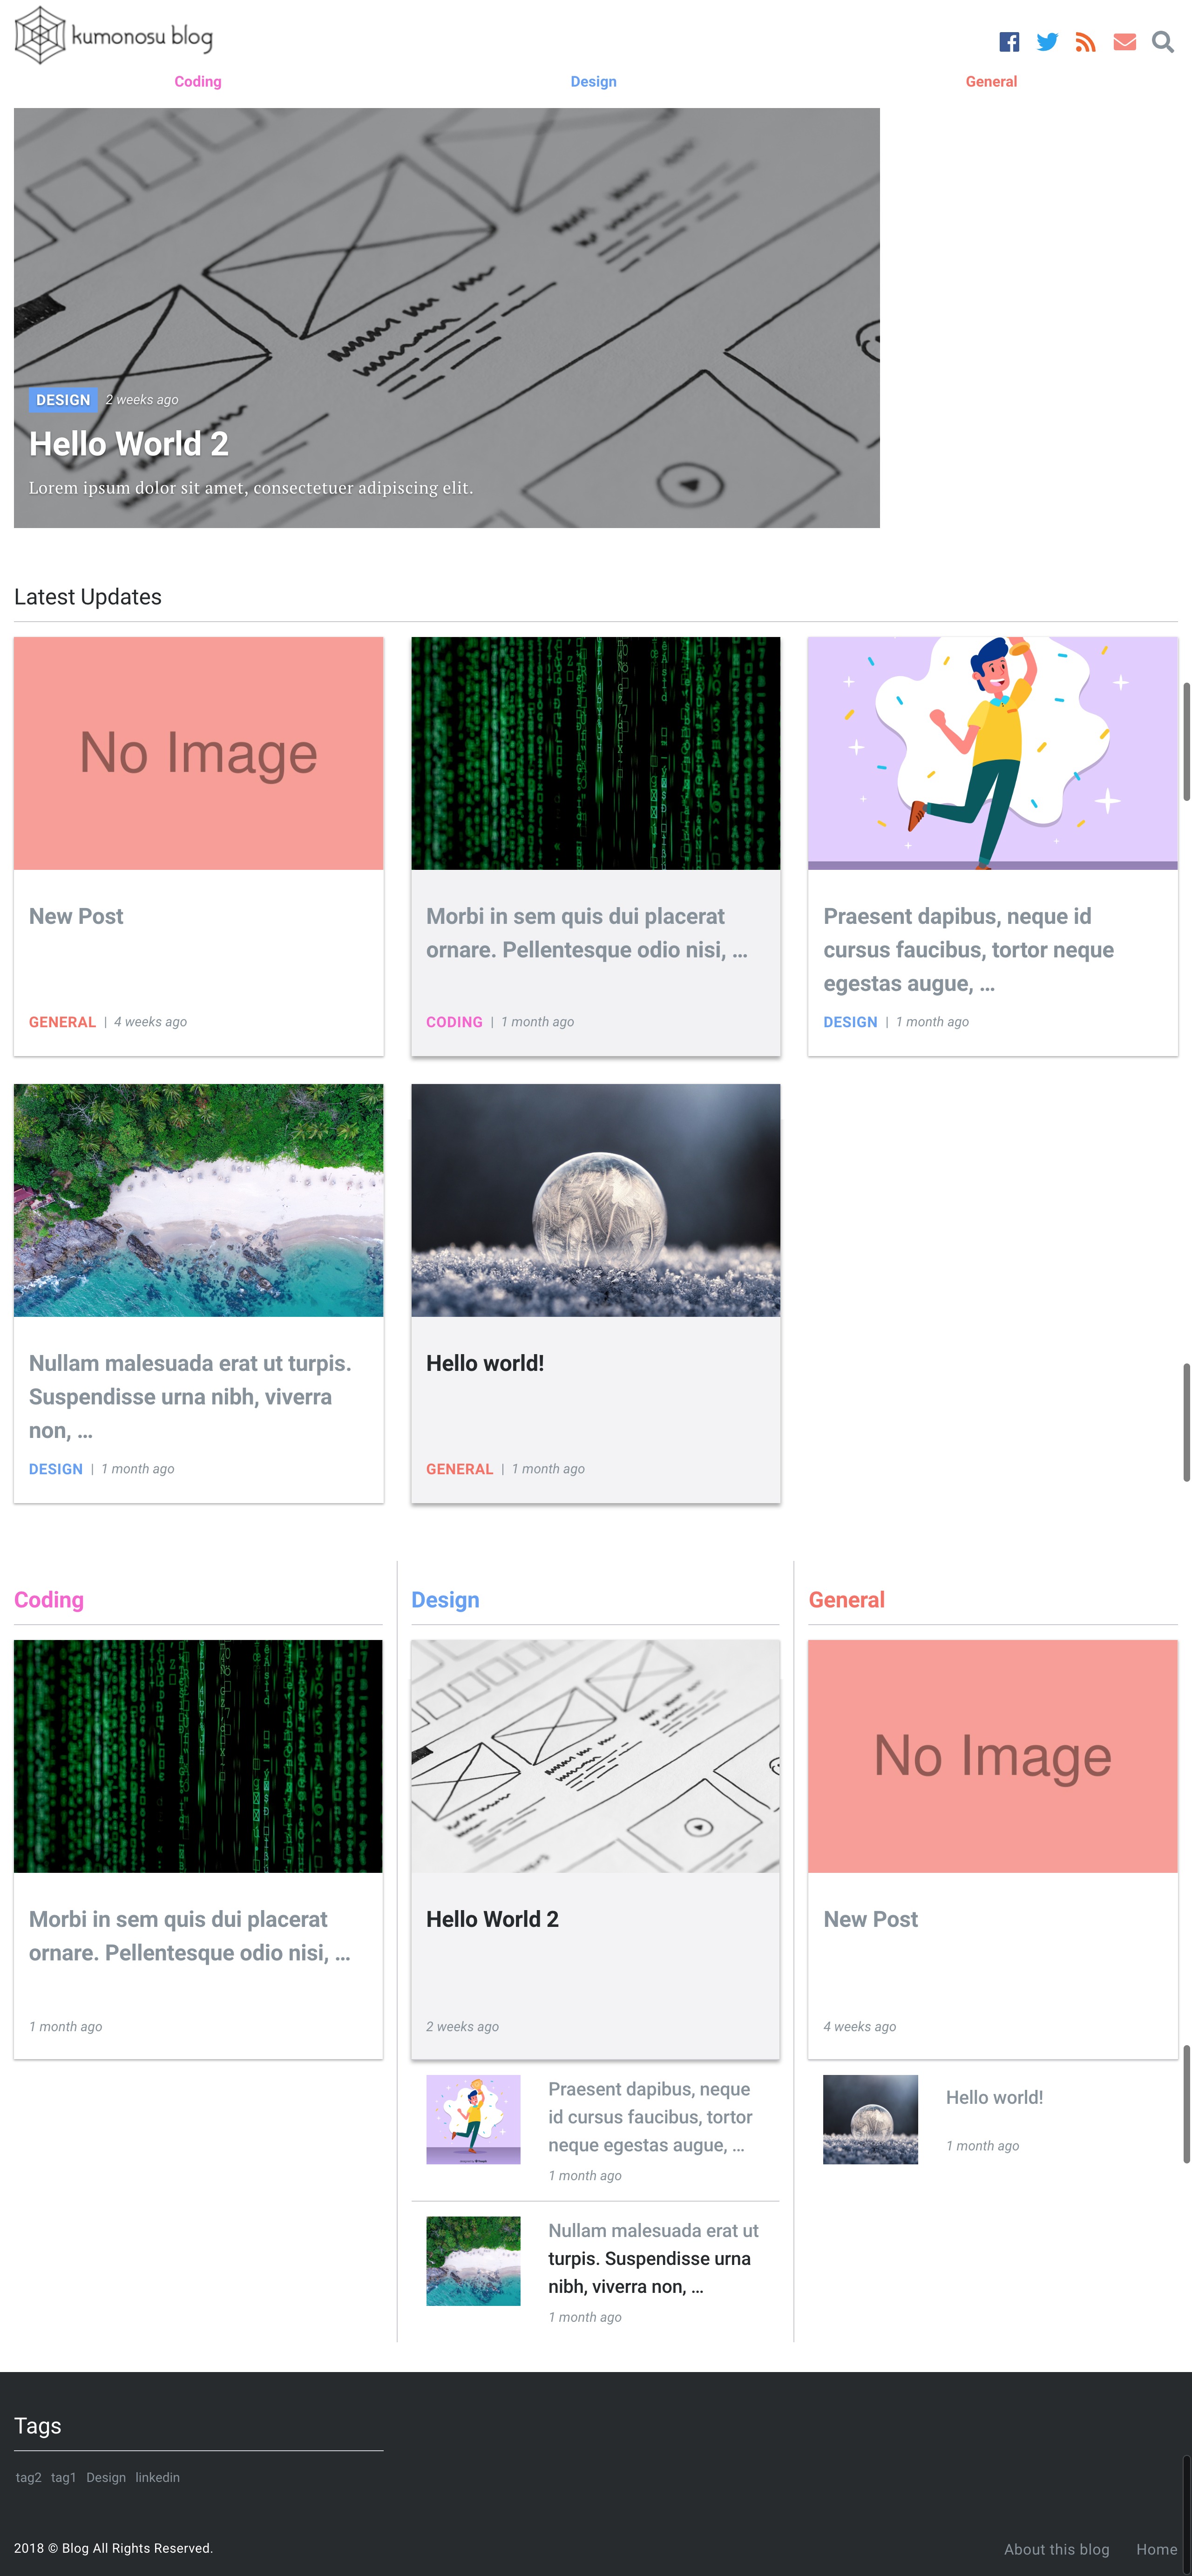 kumonosu blog
Coding
Design
General
DESIGN 2 weeks ago
Hello World 2
Lorem ipsum dolor sit amet, consectetuer adipiscing elit.
Latest Updates
No Image
New Post
GENERAL | 4 weeks ago
Morbi in sem quis dui placerat
ornare. Pellentesque odio nisi, ...
CODING | 1 month ago
Praesent dapibus, neque id
cursus faucibus, tortor neque
egestas augue, ...
DESIGN | 1 month ago
Nullam malesuada erat ut turpis.
Suspendisse urna nibh, viverra
non, ...
DESIGN | 1 month ago
Hello world!
GENERAL | 1 month ago
Coding
Morbi in sem quis dui placerat
ornare. Pellentesque odio nisi, ...
1 month ago
Design
Hello World 2
2 weeks ago
Praesent dapibus, neque
id cursus faucibus, tortor
neque egestas augue, ...
1 month ago
Nullam malesuada erat ut
turpis. Suspendisse urna
nibh, viverra non, ...
1 month ago
General
No Image
New Post
4 weeks ago
Hello world!
1 month ago
Tags
tag2 tag1 Design linkedin
2018 © Blog All Rights Reserved.
About this blog Home